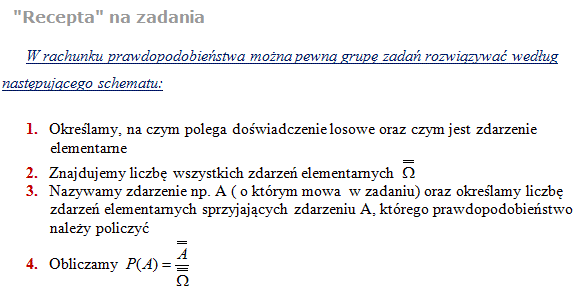 "Recepta" na zadania
W rachunku prawdopodobieństwa można pewną grupę zadań rozwiązywać według
następującego schematu:
1. Określamy, na czym polega doświadczenie losowe oraz czym jest zdarzenie
elementarne
2. Znajdujemy liczbę wszystkich zdarzeń elementarnych $\overline{\overline{\Omega}}$
3. Nazywamy zdarzenie np. A ( o którym mowa w zadaniu) oraz określamy liczbę
zdarzeń elementarnych sprzyjających zdarzeniu A, którego prawdopodobieństwo
należy policzyć
4. Obliczamy $P(A) = \frac{\overline{\overline{A}}}{\overline{\overline{\Omega}}}$